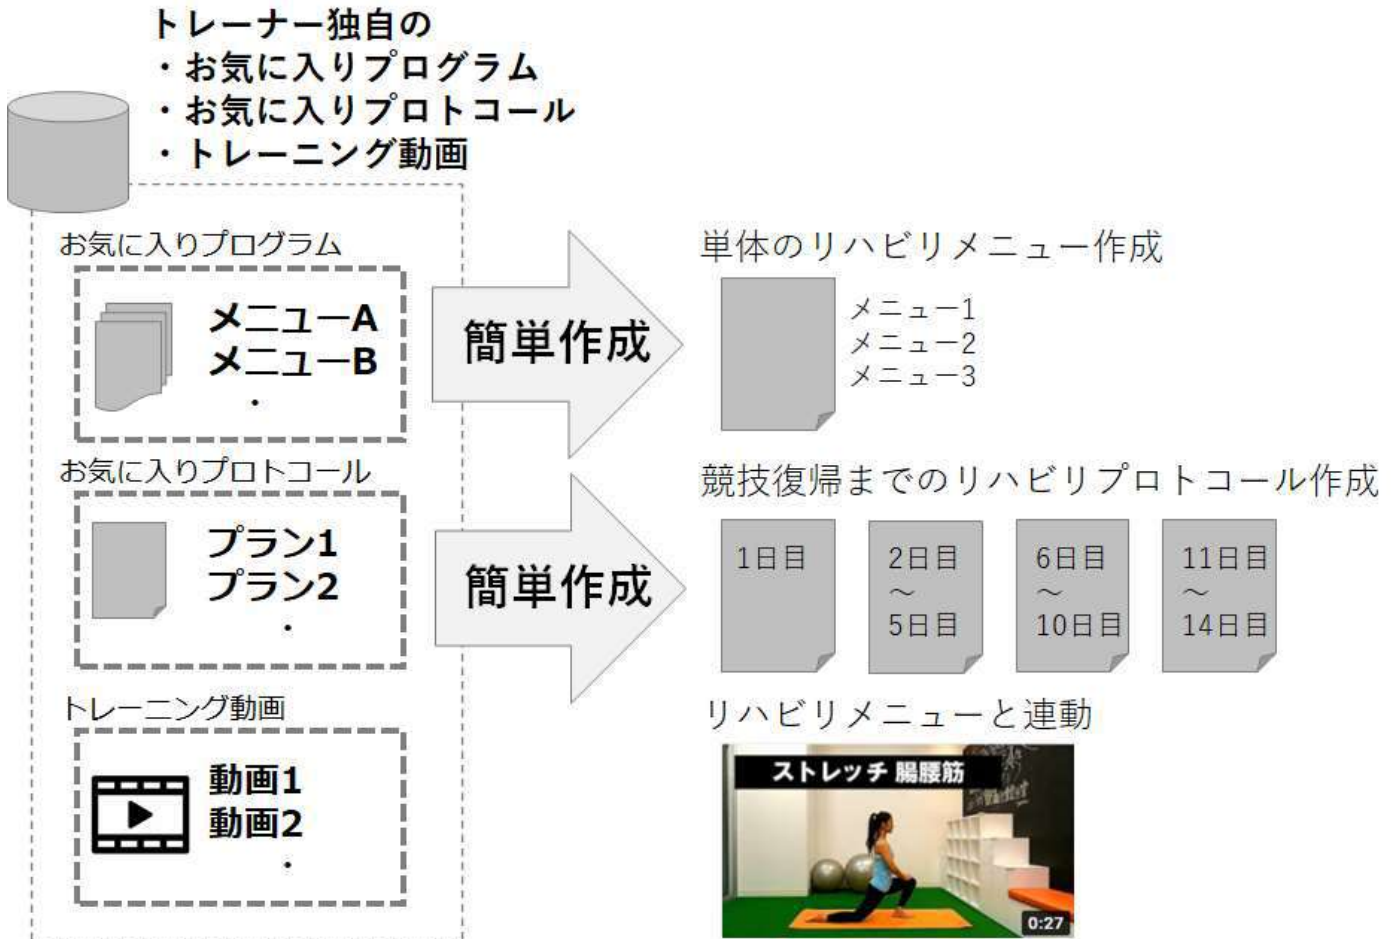 トレーナー独自の
・お気に入りプログラム
・お気に入りプロトコール
・トレーニング動画
お気に入りプログラム
メニューA
メニューB
・
簡単作成
単体のリハビリメニュー作成
メニュー1
メニュー2
メニュー3
お気に入りプロトコール
プラン1
プラン2
・
簡単作成
競技復帰までのリハビリプロトコール作成
1日目
2日目
～
5日目
6日目
～
10日目
11日目
～
14日目
トレーニング動画
動画1
動画2
・
リハビリメニューと連動
ストレッチ 腸腰筋
0:27